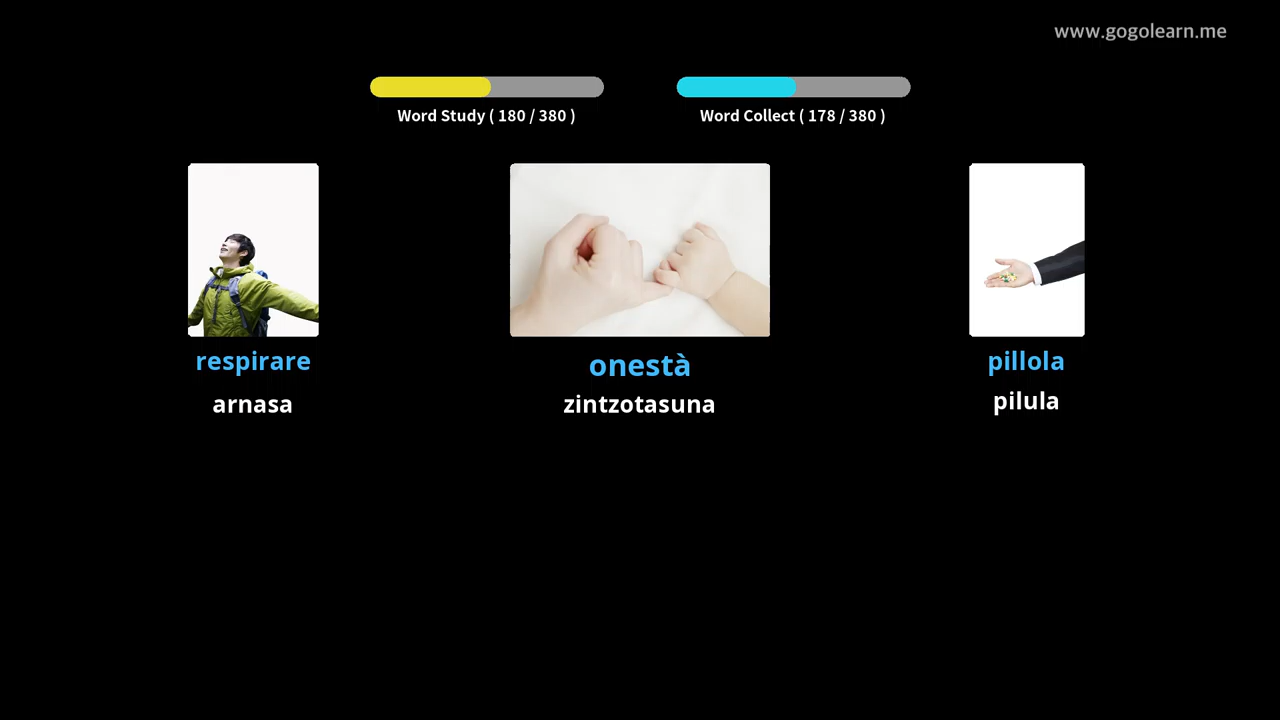 www.gogolearn.me
Word Study ( 180 / 380 )
Word Collect ( 178 / 380 )
respirare
arnasa
onestà
zintzotasuna
pillola
pilula